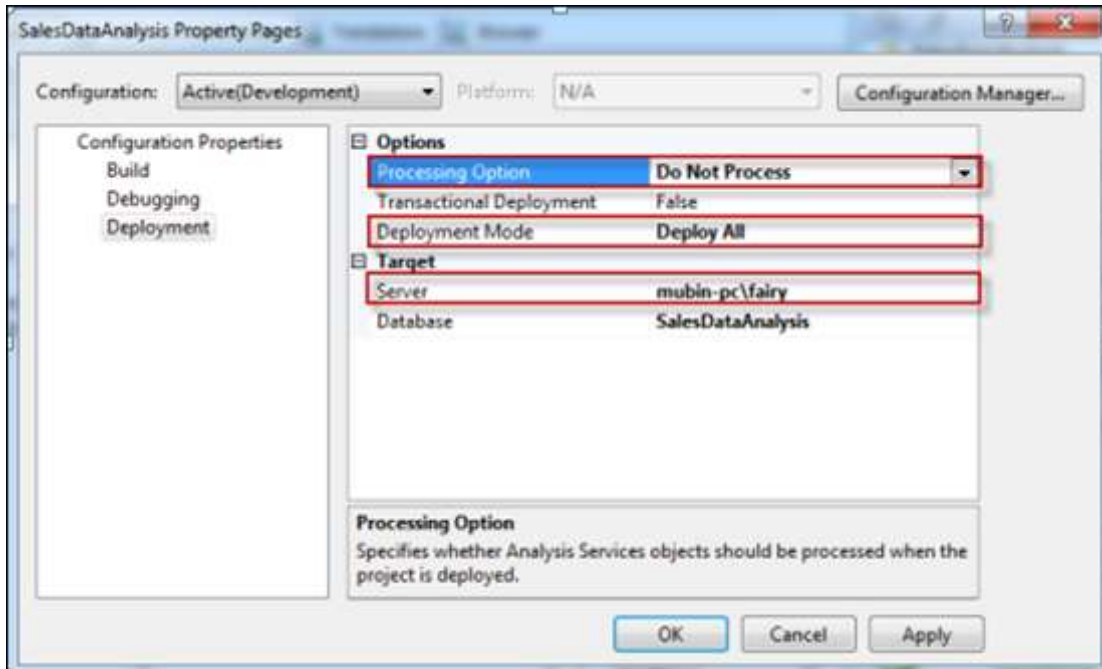 SalesDataAnalysis Property Pages
Configuration: Active(Development) Platform: N/A Configuration Manager...
Configuration Properties
Build
Debugging
Deployment
Options
Processing Option Do Not Process
Transactional Deployment False
Deployment Mode Deploy All
Target
Server mubin-pc\fairy
Database SalesDataAnalysis
Processing Option
Specifies whether Analysis Services objects should be processed when the
project is deployed.
OK Cancel Apply